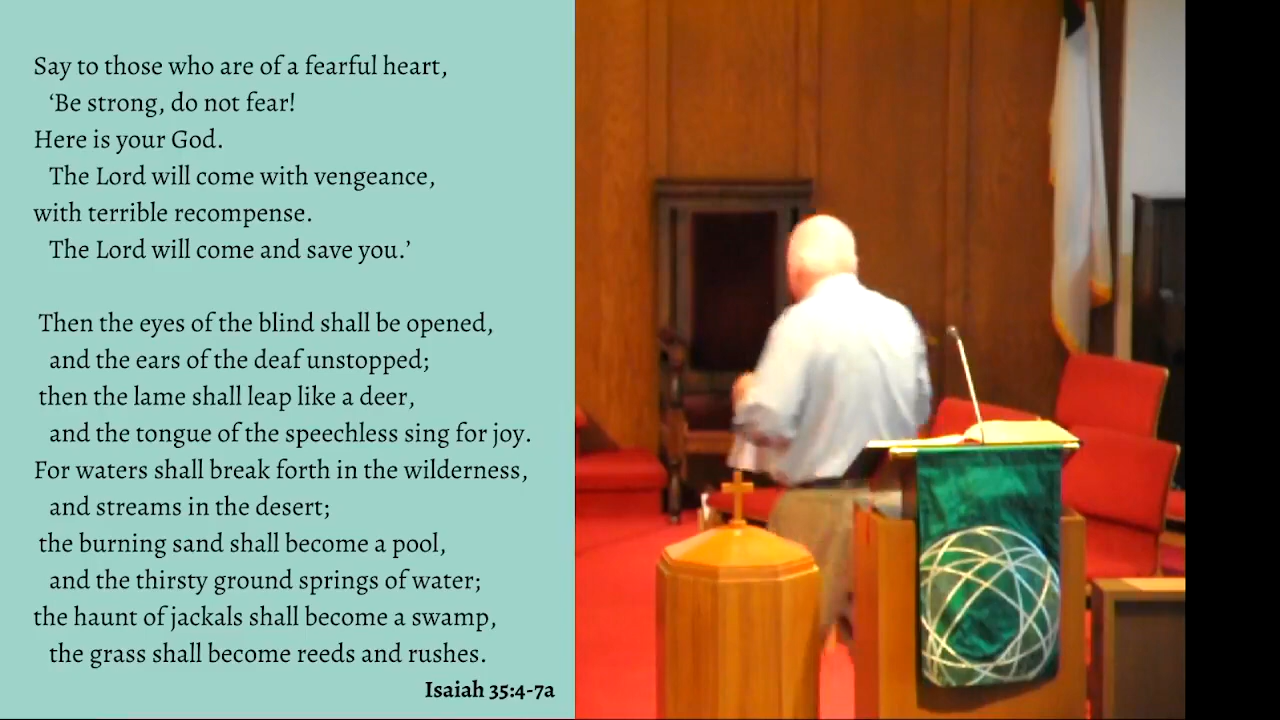 Say to those who are of a fearful heart,
‘Be strong, do not fear!
Here is your God.
The Lord will come with vengeance,
with terrible recompense.
The Lord will come and save you.’
Then the eyes of the blind shall be opened,
and the ears of the deaf unstopped;
then the lame shall leap like a deer,
and the tongue of the speechless sing for joy.
For waters shall break forth in the wilderness,
and streams in the desert;
the burning sand shall become a pool,
and the thirsty ground springs of water;
the haunt of jackals shall become a swamp,
the grass shall become reeds and rushes.
Isaiah 35:4-7a